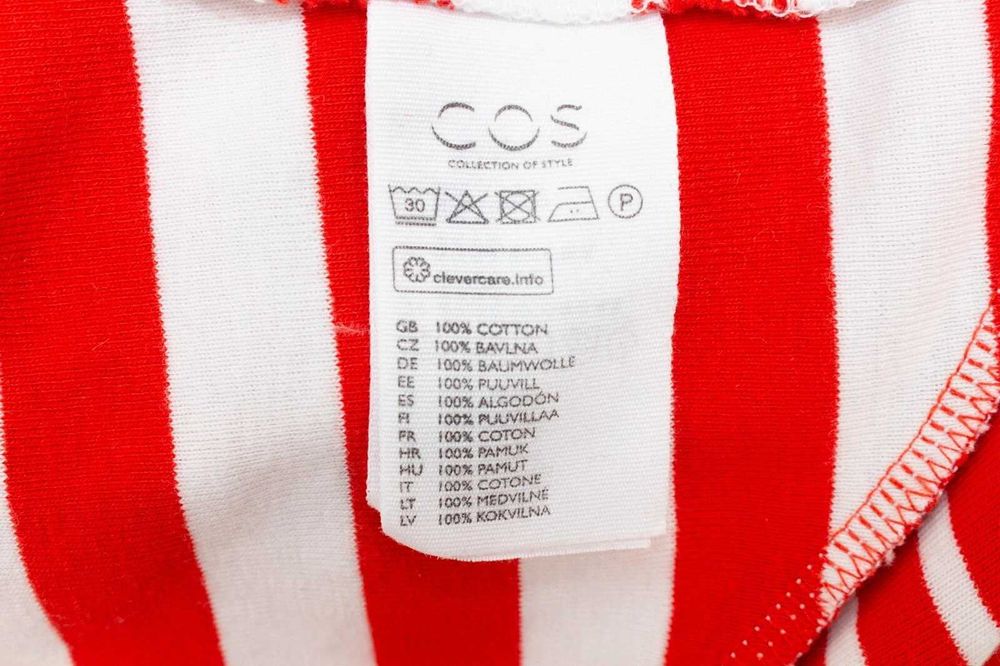 COS
COLLECTION OF STYLE
30 P
clevercare.info
GB 100% COTTON
CZ 100% BAVLNA
DE 100% BAUMWOLLE
EE 100% PUUVILL
ES 100% ALGODÓN
FI 100% PUUVILLAA
FR 100% COTON
HR 100% PAMUK
HU 100% PAMUT
IT 100% COTONE
LT 100% MEDVILNĖ
LV 100% KOKVILNA